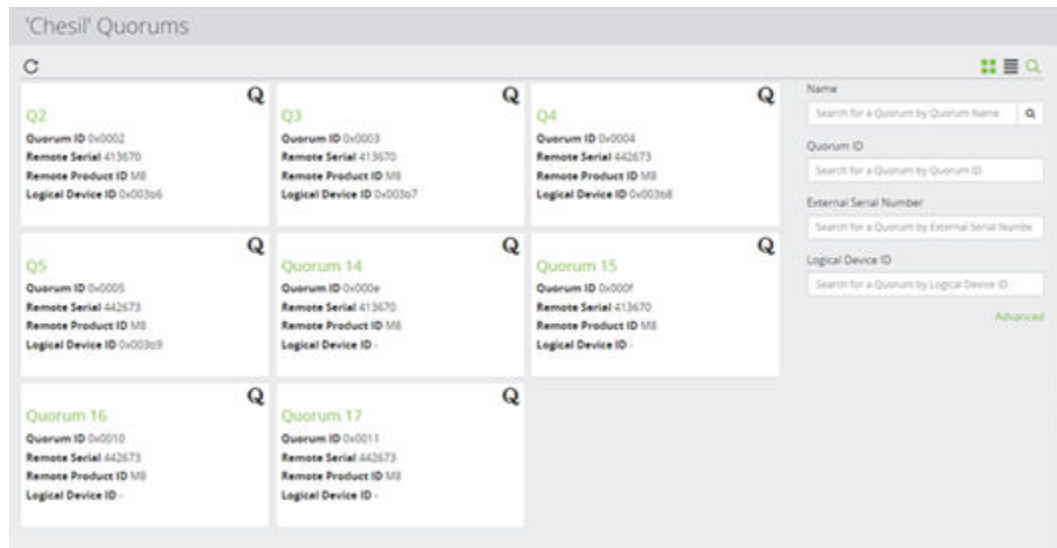 'Chesil' Quorums
Q
Q2
Quorum ID 0x0002
Remote Serial 413670
Remote Product ID M8
Logical Device ID 0x003b6
Q
Q3
Quorum ID 0x0003
Remote Serial 413670
Remote Product ID M8
Logical Device ID 0x003b7
Q
Q4
Quorum ID 0x0004
Remote Serial 442673
Remote Product ID M8
Logical Device ID 0x003b8
Q
Q5
Quorum ID 0x0005
Remote Serial 442673
Remote Product ID M8
Logical Device ID 0x003b9
Q
Quorum 14
Quorum ID 0x000e
Remote Serial 413670
Remote Product ID M8
Logical Device ID -
Q
Quorum 15
Quorum ID 0x000f
Remote Serial 413670
Remote Product ID M8
Logical Device ID -
Q
Quorum 16
Quorum ID 0x0010
Remote Serial 442673
Remote Product ID M8
Logical Device ID -
Q
Quorum 17
Quorum ID 0x0011
Remote Serial 442673
Remote Product ID M8
Logical Device ID -
Name
Search for a Quorum by Quorum Name
Quorum ID
Search for a Quorum by Quorum ID
External Serial Number
Search for a Quorum by External Serial Numbe
Logical Device ID
Search for a Quorum by Logical Device ID
Advanced